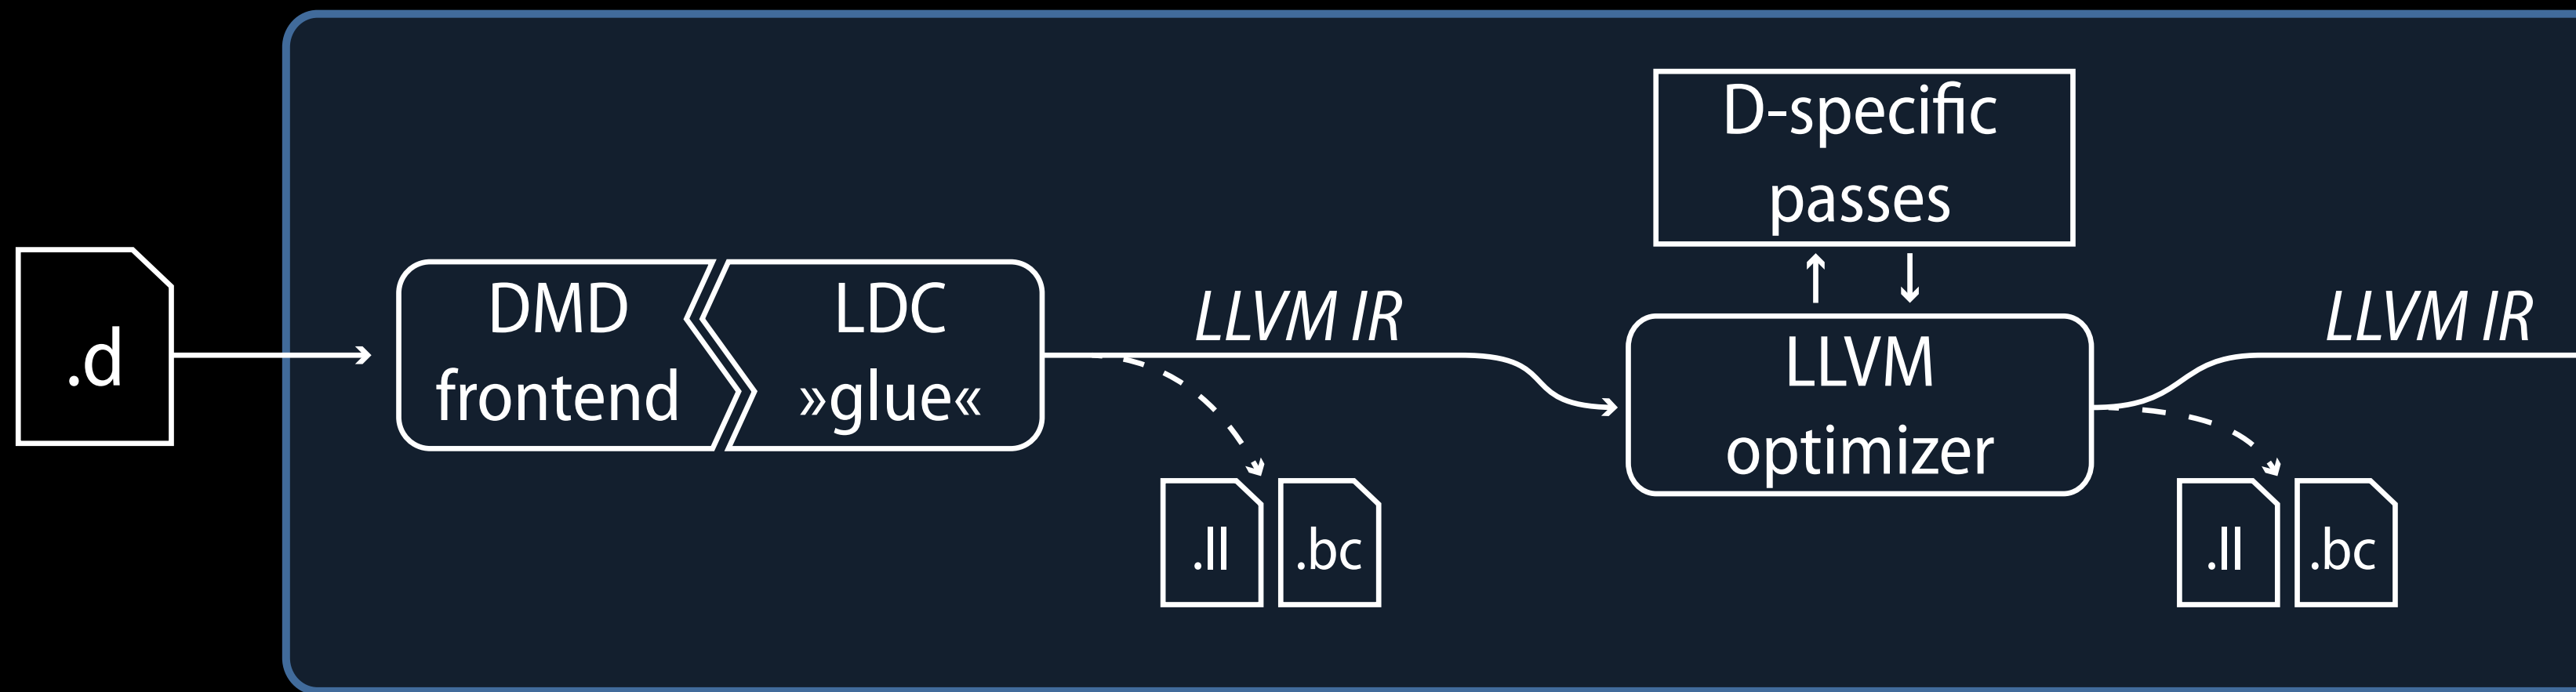 .d
DMD
frontend
LDC
»glue«
LLVM IR
.ll
.bc
D-specific
passes
LLVM
optimizer
LLVM IR
.ll
.bc